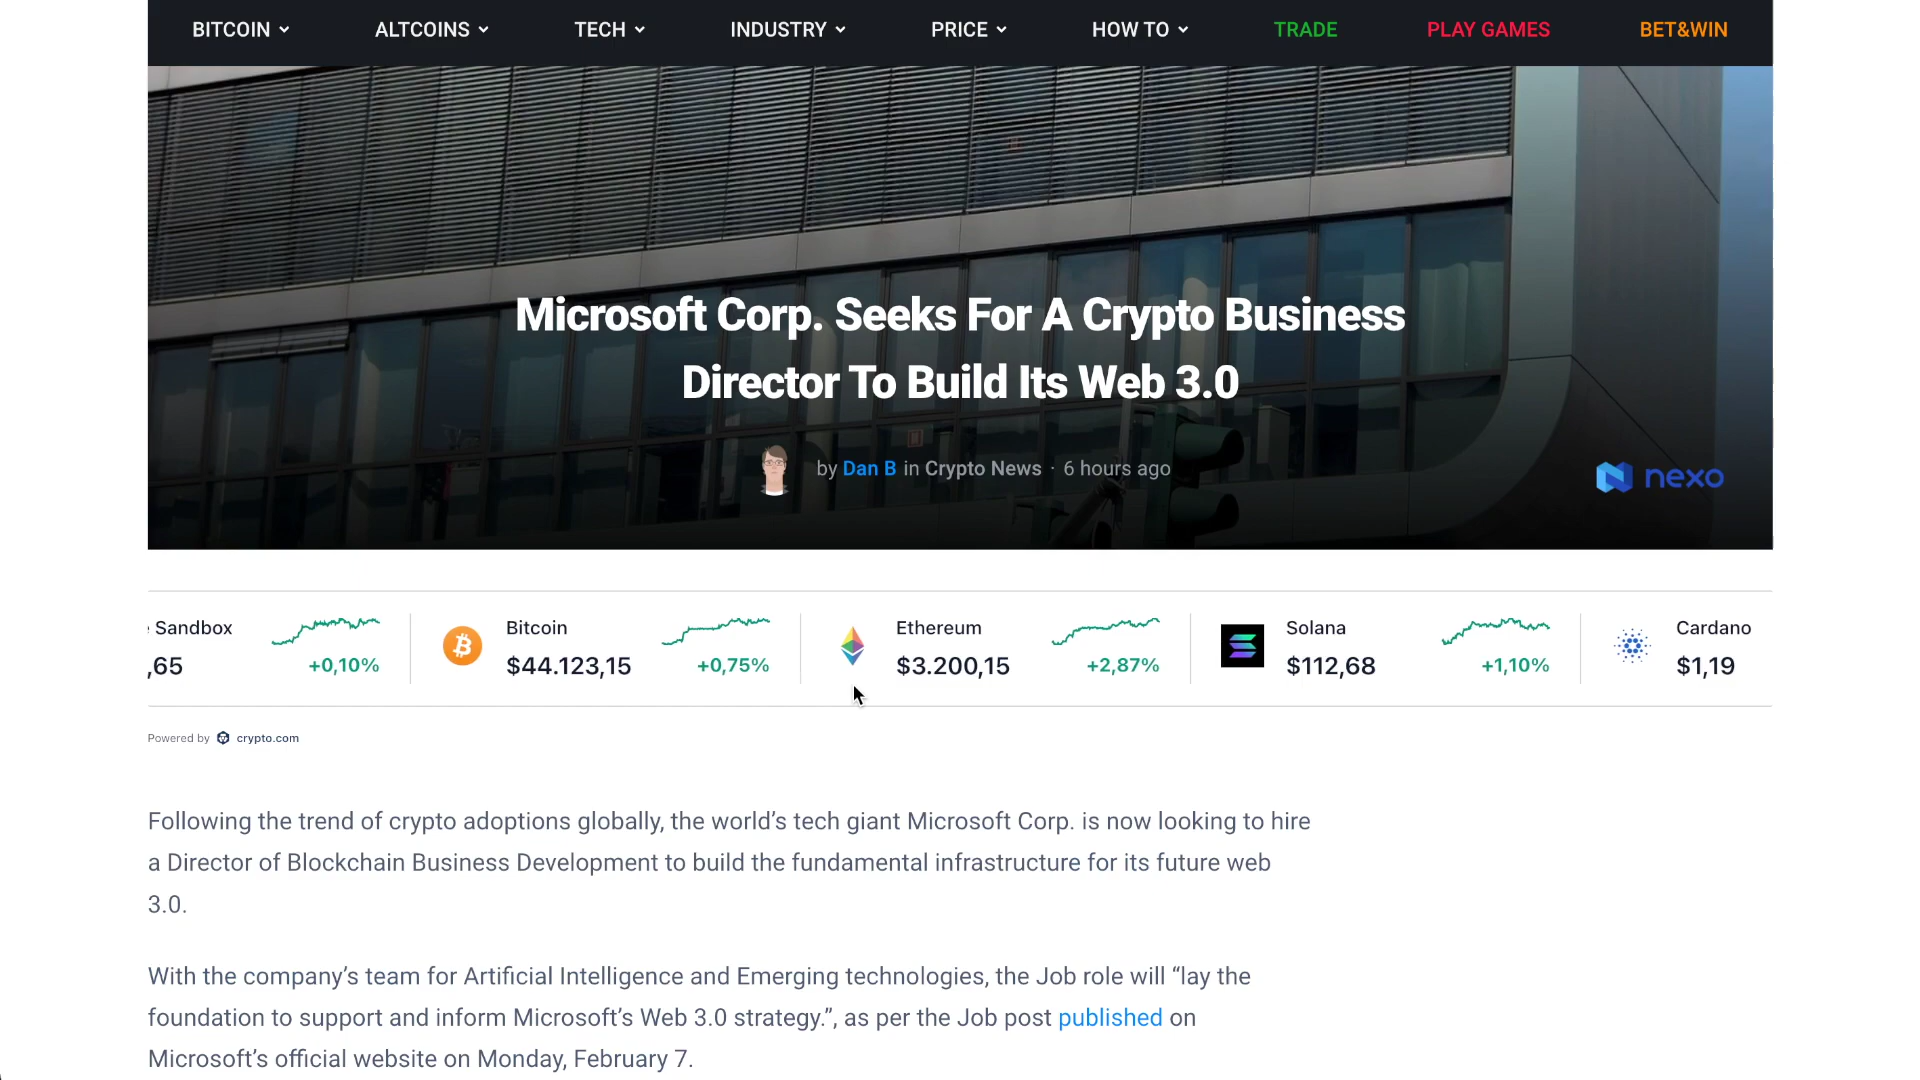 BITCOIN ALTCOINS TECH INDUSTRY PRICE HOW TO TRADE PLAY GAMES BET&WIN
Microsoft Corp. Seeks For A Crypto Business
Director To Build Its Web 3.0
by Dan B in Crypto News · 6 hours ago
nexo
Sandbox
,65
+0,10%
Bitcoin
$44.123,15
+0,75%
Ethereum
$3.200,15
+2,87%
Solana
$112,68
+1,10%
Cardano
$1,19
Powered by crypto.com
Following the trend of crypto adoptions globally, the world’s tech giant Microsoft Corp. is now looking to hire
a Director of Blockchain Business Development to build the fundamental infrastructure for its future web
3.0.
With the company’s team for Artificial Intelligence and Emerging technologies, the Job role will “lay the
foundation to support and inform Microsoft’s Web 3.0 strategy.”, as per the Job post published on
Microsoft’s official website on Monday, February 7.